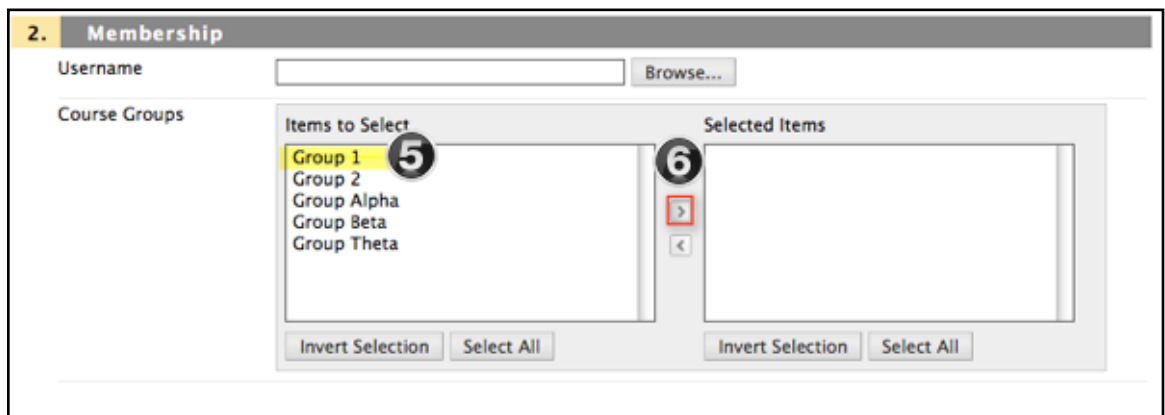 2. Membership
Username
Browse...
Course Groups
Items to Select
Group 1
Group 2
Group Alpha
Group Beta
Group Theta
Invert Selection
Select All
5
6
>
<
Selected Items
Invert Selection
Select All